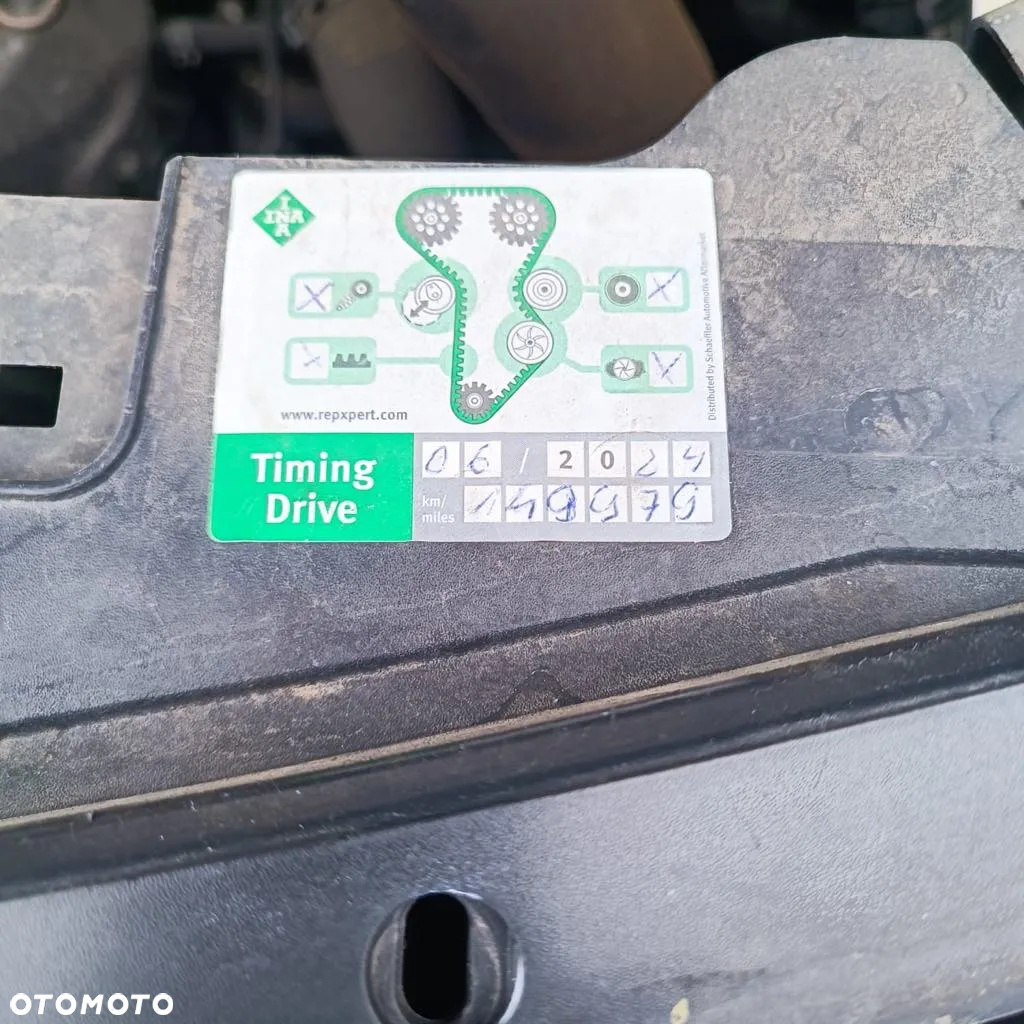 INA
www.repxpert.com
Distributed by Schaeffler Automotive Aftermarket
Timing
Drive
06 / 2024
km/
miles
149979
OTOMOTO